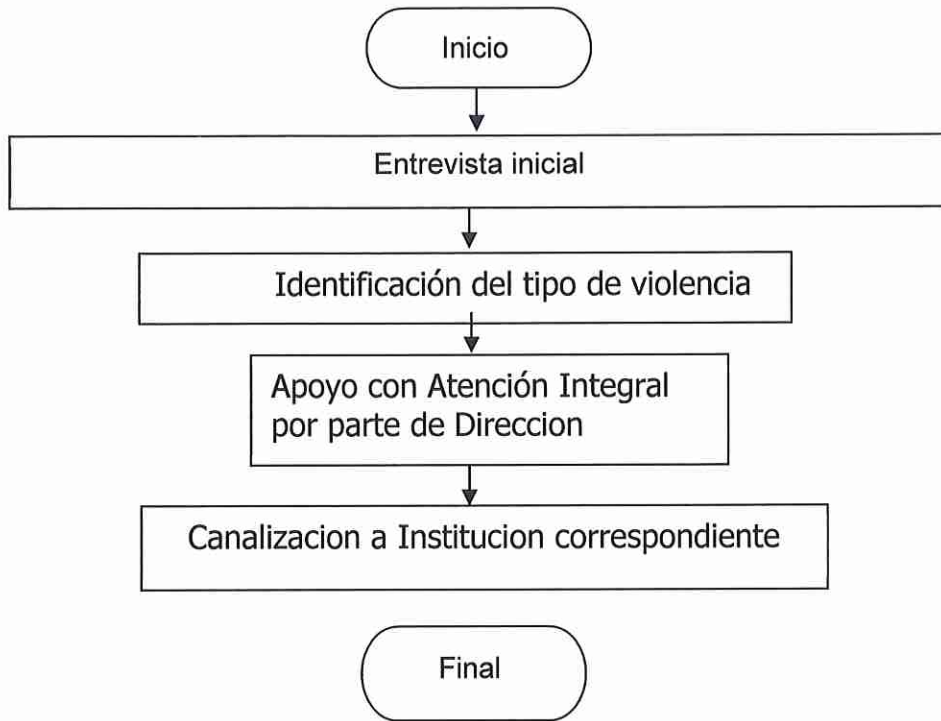 Inicio
Entrevista inicial
Identificación del tipo de violencia
Apoyo con Atención Integral
por parte de Direccion
Canalizacion a Institucion correspondiente
Final